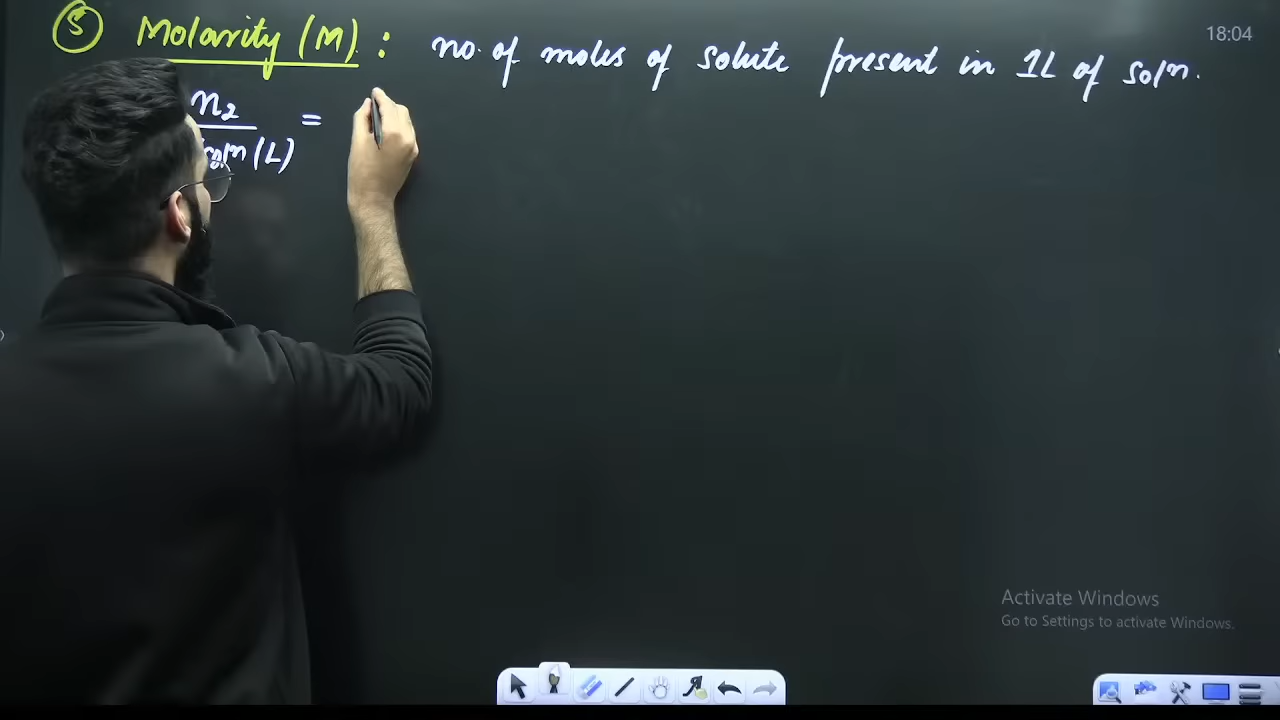 ⑤ Molarity (M) : no. of moles of solute present in 1L of solⁿ.
18:04
n₂ =
solⁿ (L)
Activate Windows
Go to Settings to activate Windows.